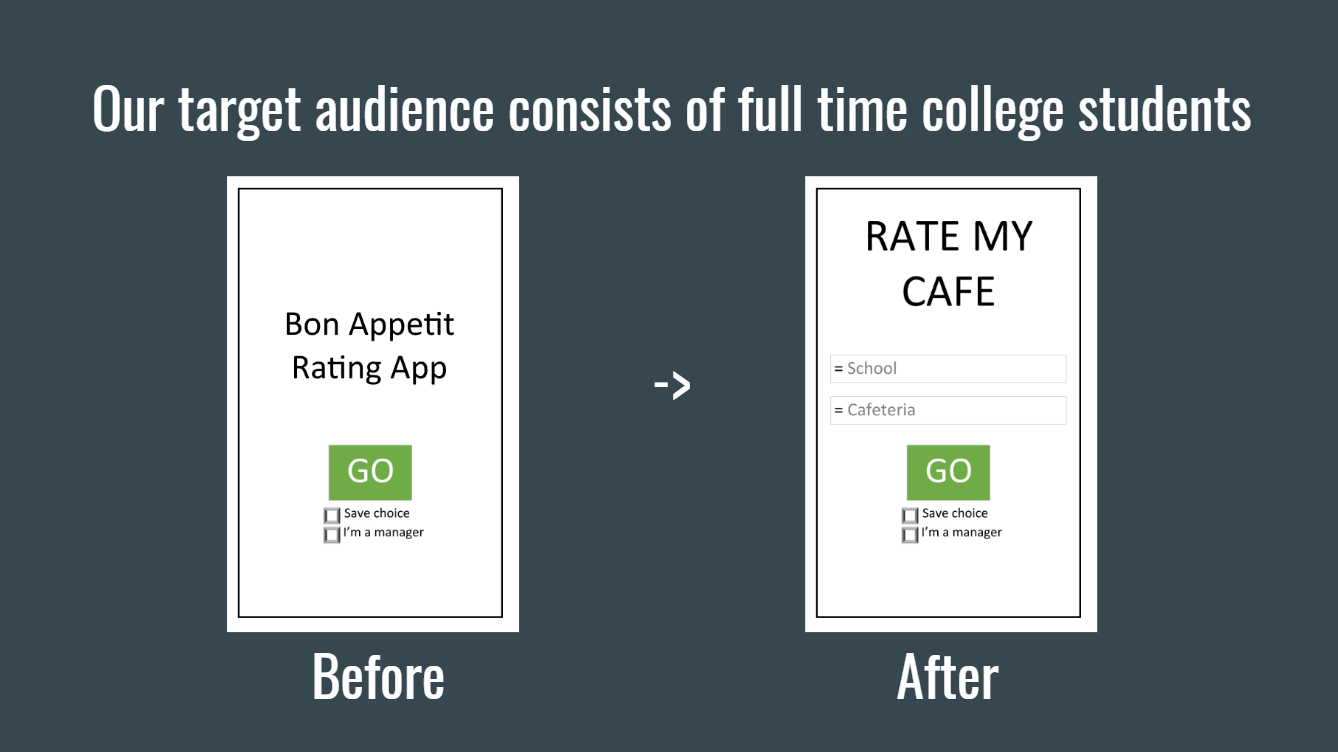 Our target audience consists of full time college students
Bon Appetit
Rating App
GO
Save choice
I'm a manager
Before
->
RATE MY
CAFE
= School
= Cafeteria
GO
Save choice
I'm a manager
After